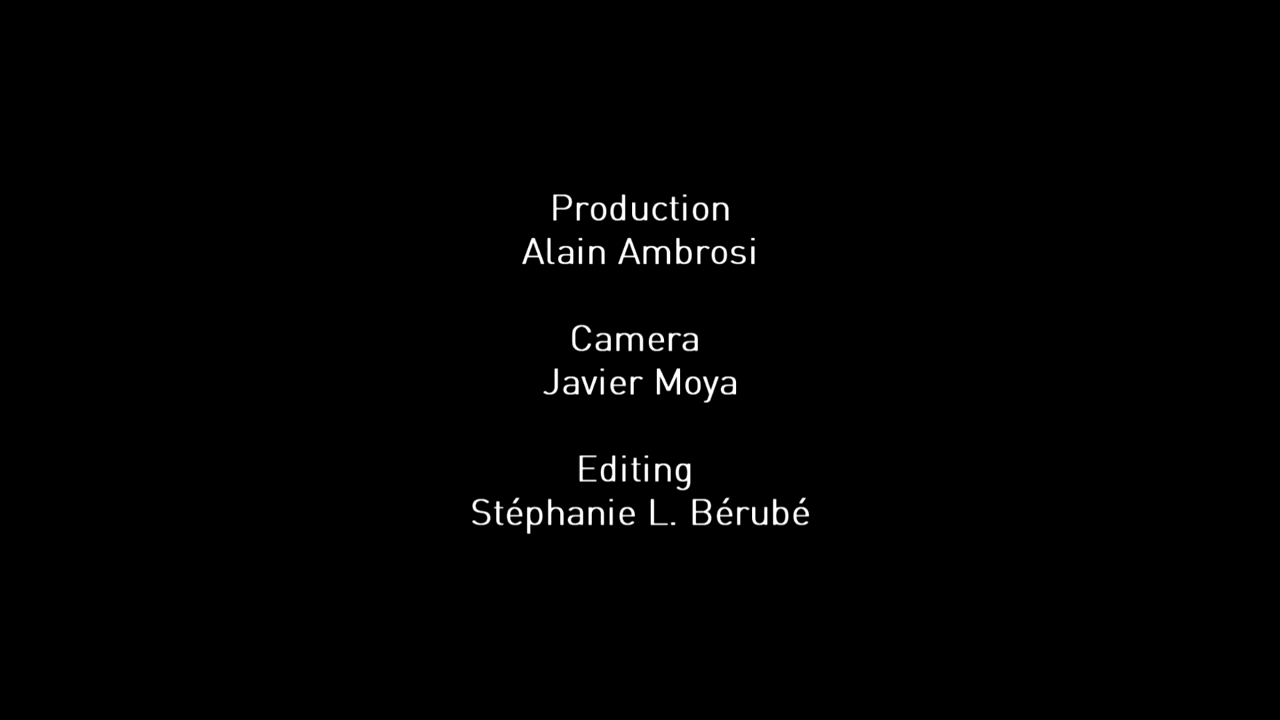 Production
Alain Ambrosi
Camera
Javier Moya
Editing
Stéphanie L. Bérubé